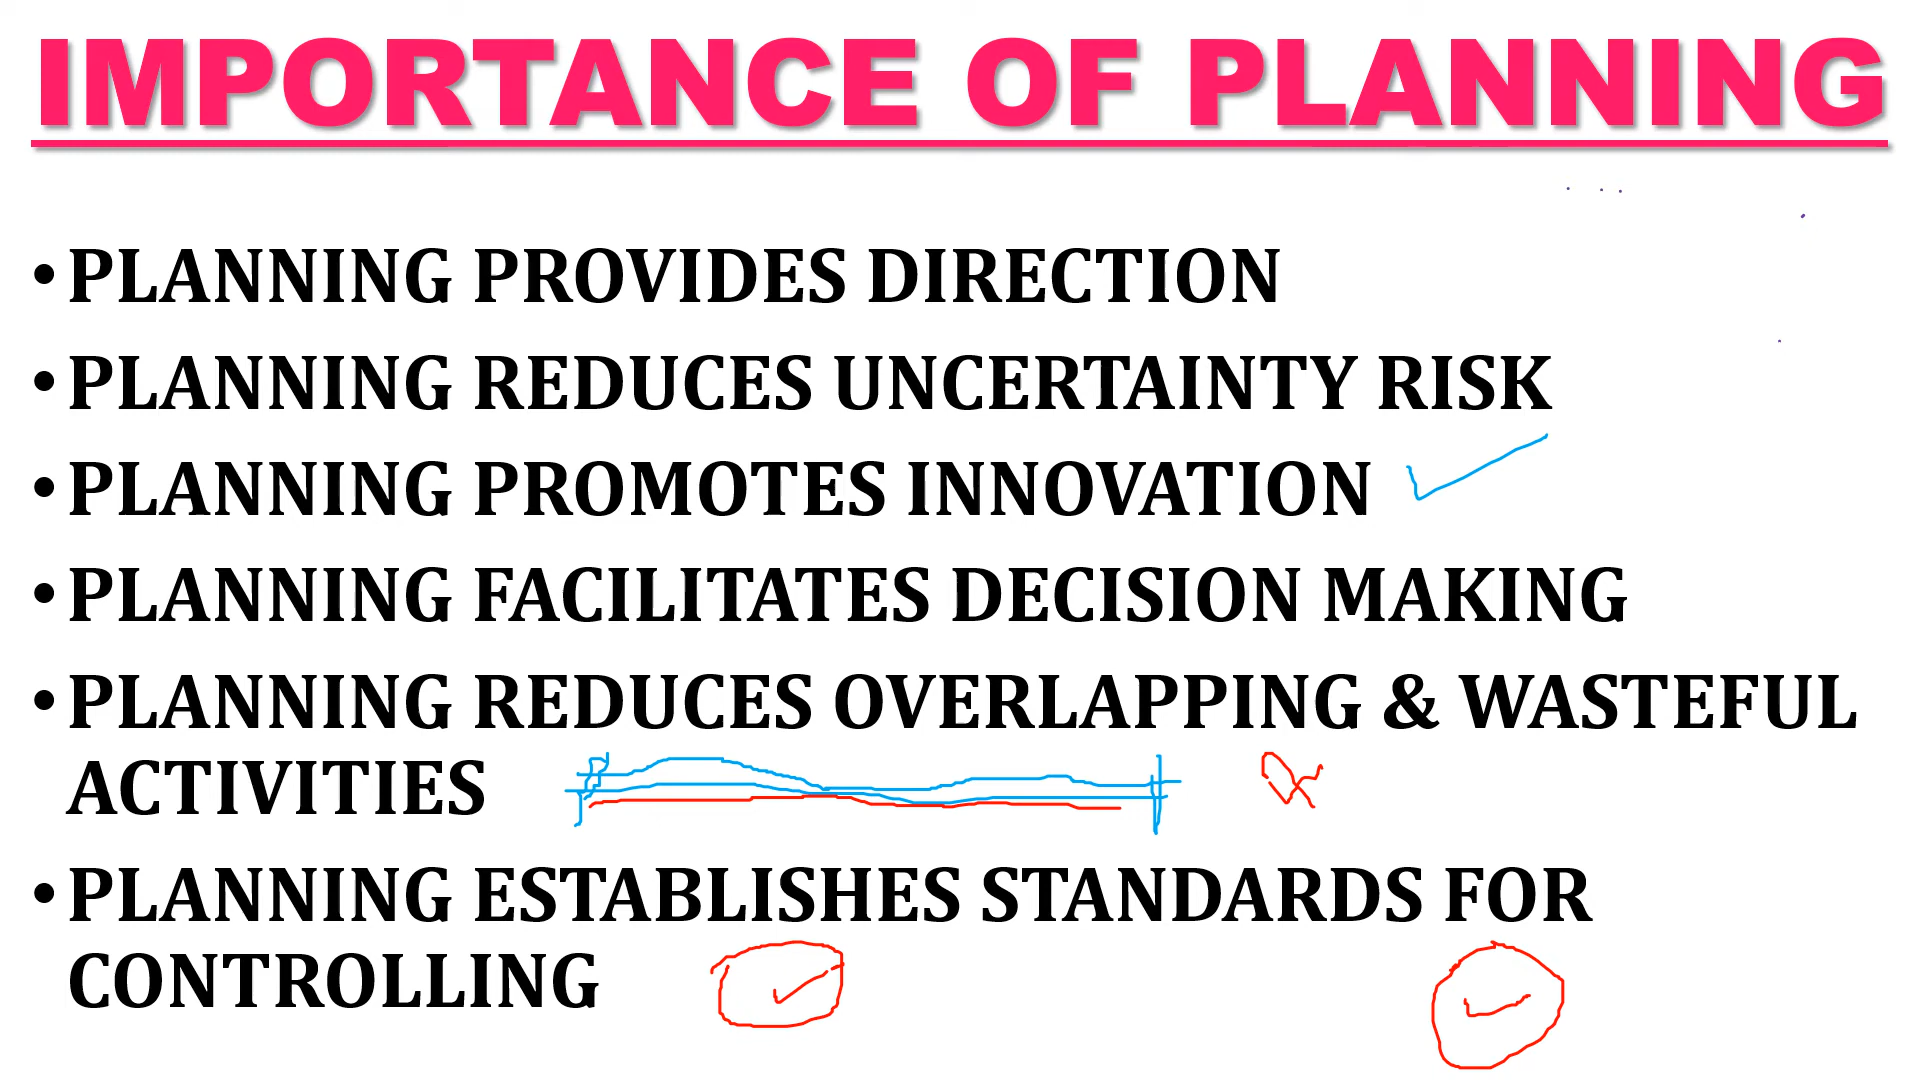 IMPORTANCE OF PLANNING
• PLANNING PROVIDES DIRECTION
• PLANNING REDUCES UNCERTAINTY RISK
• PLANNING PROMOTES INNOVATION
• PLANNING FACILITATES DECISION MAKING
• PLANNING REDUCES OVERLAPPING & WASTEFUL
ACTIVITIES
• PLANNING ESTABLISHES STANDARDS FOR
CONTROLLING